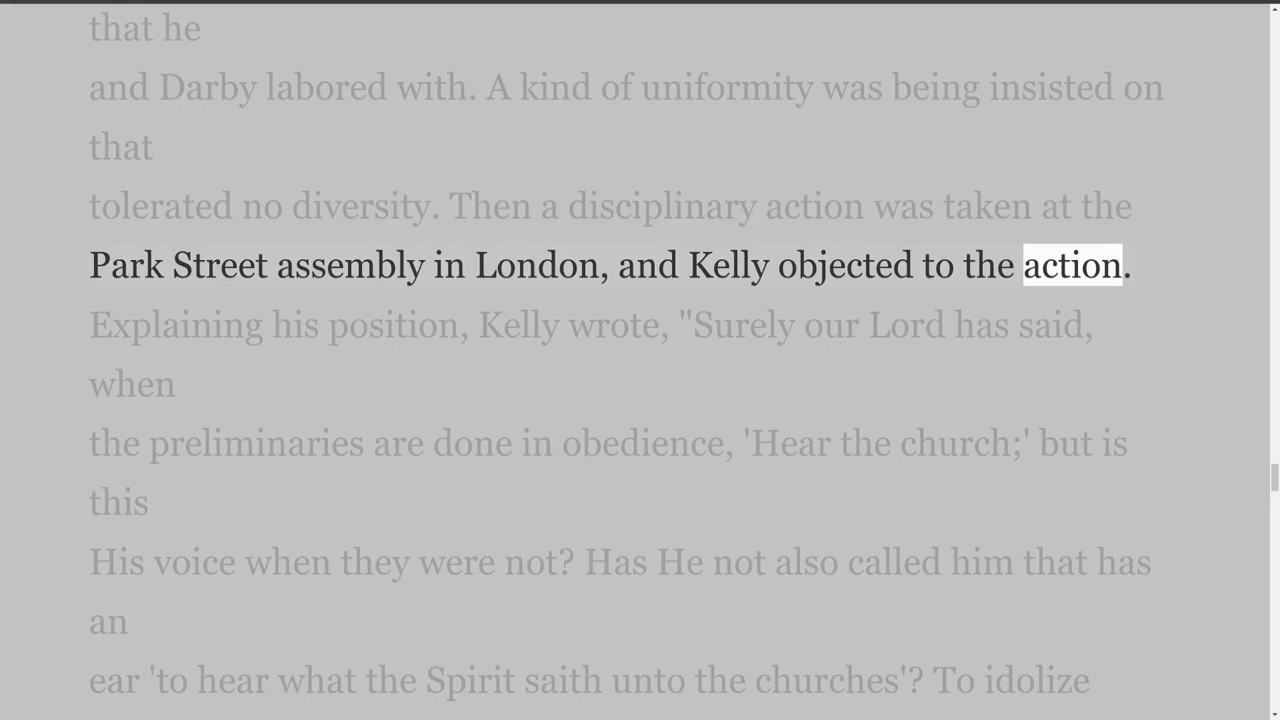 that he
and Darby labored with. A kind of uniformity was being insisted on
that
tolerated no diversity. Then a disciplinary action was taken at the
Park Street assembly in London, and Kelly objected to the action.
Explaining his position, Kelly wrote, "Surely our Lord has said,
when
the preliminaries are done in obedience, 'Hear the church;' but is
this
His voice when they were not? Has He not also called him that has
an
ear 'to hear what the Spirit saith unto the churches'? To idolize